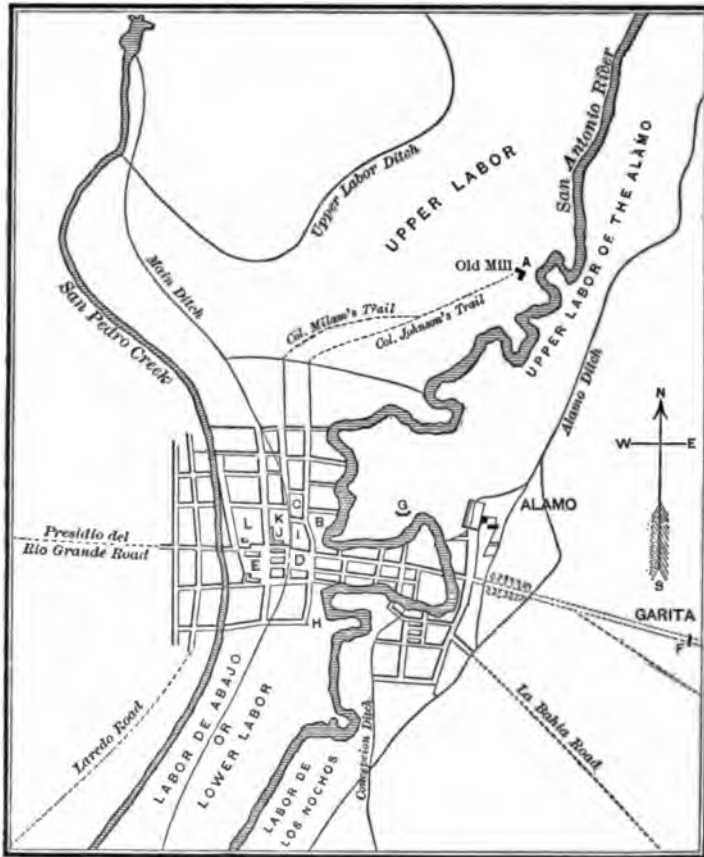 San Antonio River
Upper Labor Ditch
UPPER LABOR
UPPER LABOR OF THE ALAMO
Old Mill
A
Main Ditch
San Pedro Creek
Col. Milam's Trail
Col. Johnson's Trail
Alamo Ditch
N
W
E
S
C
G
ALAMO
L
K
B
J
I
Presidio del
Rio Grande Road
E
D
GARITA
F
H
Laredo Road
LABOR DE ABAJO
OR
LOWER LABOR
LABOR DE
LOS NOCHOS
Concepcion Ditch
La Bahia Road